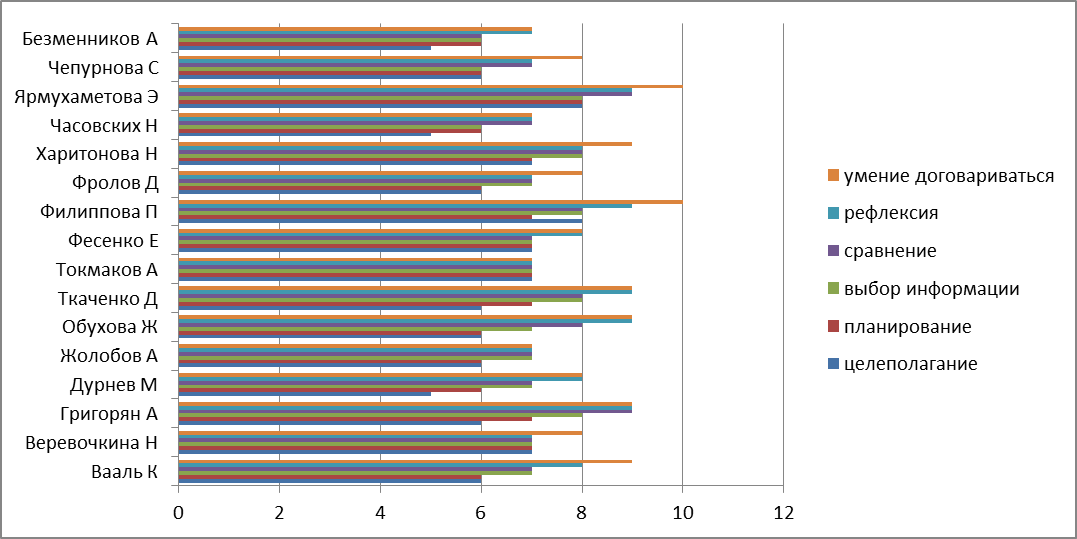 Безменников А
Чепурнова С
Ярмухаметова Э
Часовских Н
Харитонова Н
Фролов Д
Филиппова П
Фесенко Е
Токмаков А
Ткаченко Д
Обухова Ж
Жолобов А
Дурнев М
Григорян А
Веревочкина Н
Вааль К
0 2 4 6 8 10 12
умение договариваться
рефлексия
сравнение
выбор информации
планирование
целеполагание